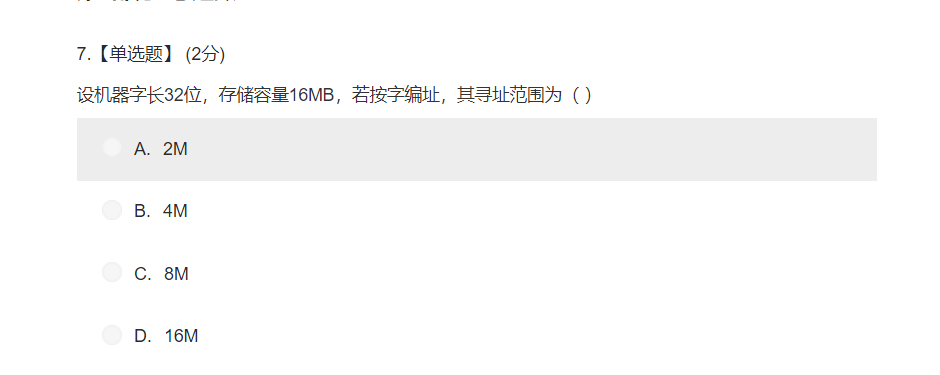 7.【单选题】 (2分)
设机器字长32位，存储容量16MB，若按字编址，其寻址范围为（ ）
A. 2M
B. 4M
C. 8M
D. 16M